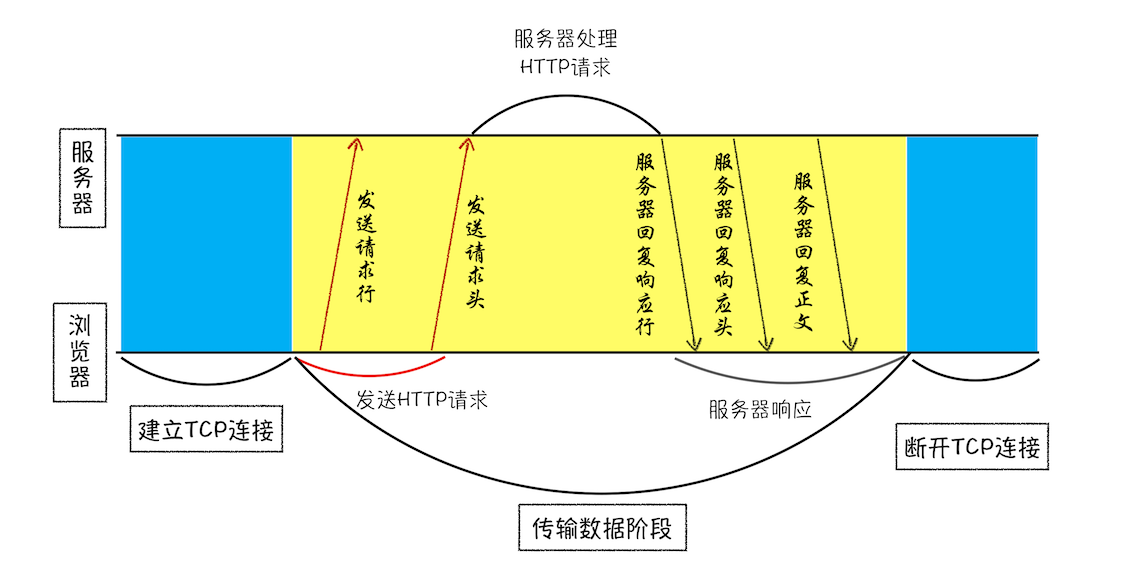 服务器处理
HTTP请求
服务器
发送请求行
发送请求头
服务器回复响应行
服务器回复响应头
服务器回复正文
浏览器
发送HTTP请求
服务器响应
建立TCP连接
断开TCP连接
传输数据阶段